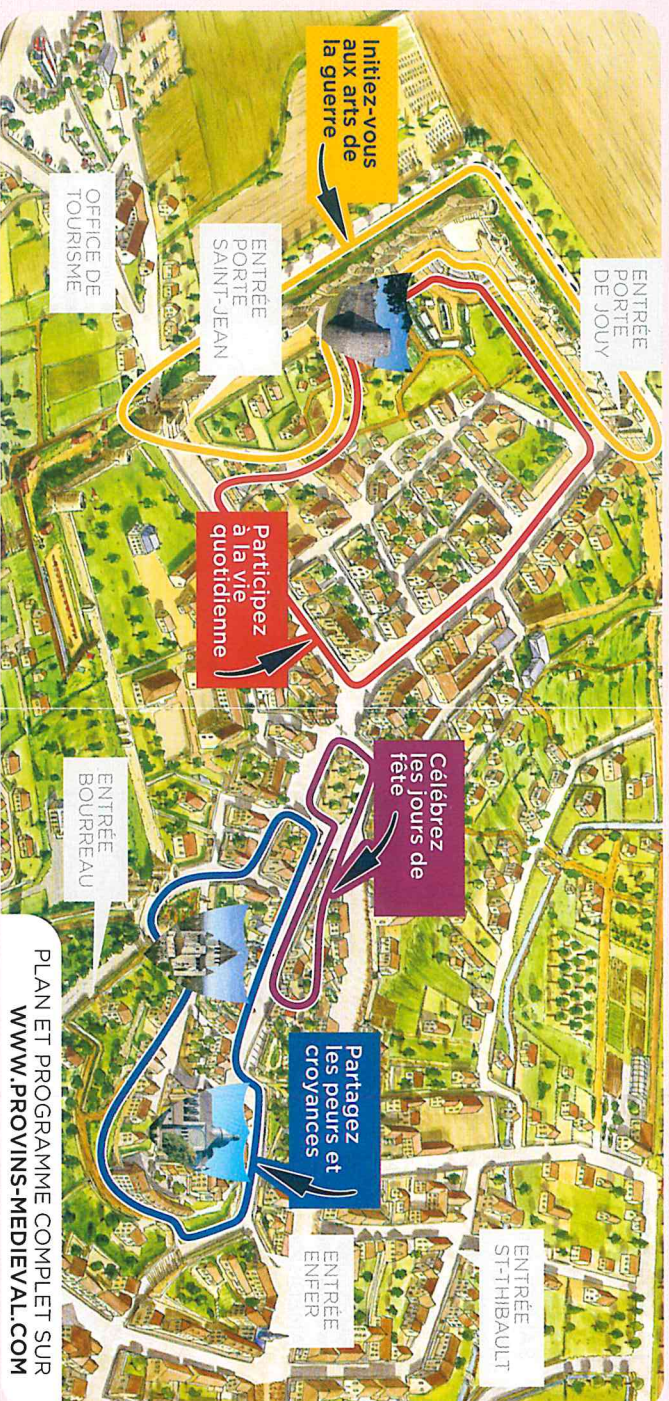 Initiez-vous
aux arts de
la guerre
ENTRÉE
PORTE
DE JOUY
ENTRÉE
PORTE
SAINT-JEAN
OFFICE DE
TOURISME
Participez
à la vie
quotidienne
Célébrez
les jours de
fête
ENTRÉE
BOURREAU
Partagez
les peurs et
croyances
ENTRÉE
ST-THIBAULT
ENTRÉE
ENFER
PLAN ET PROGRAMME COMPLET SUR
WWW.PROVINS-MEDIEVAL.COM